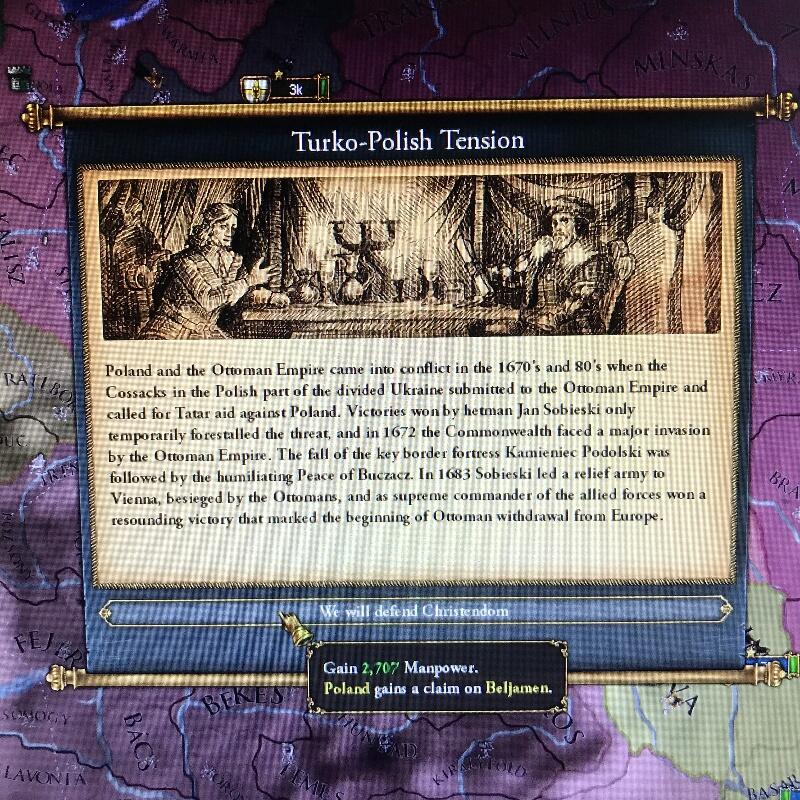 VILNIUS
MINSKAS
3k
Turko-Polish Tension
Poland and the Ottoman Empire came into conflict in the 1670's and 80's when the
Cossacks in the Polish part of the divided Ukraine submitted to the Ottoman Empire and
called for Tatar aid against Poland. Victories won by hetman Jan Sobieski only
temporarily forestalled the threat, and in 1672 the Commonwealth faced a major invasion
by the Ottoman Empire. The fall of the key border fortress Kamieniec Podolski was
followed by the humiliating Peace of Buczacz. In 1683 Sobieski led a relief army to
Vienna, besieged by the Ottomans, and as supreme commander of the allied forces won a
resounding victory that marked the beginning of Ottoman withdrawal from Europe.
We will defend Christendom
Gain 2,707 Manpower.
Poland gains a claim on Beljamen.
BEKES
BACS